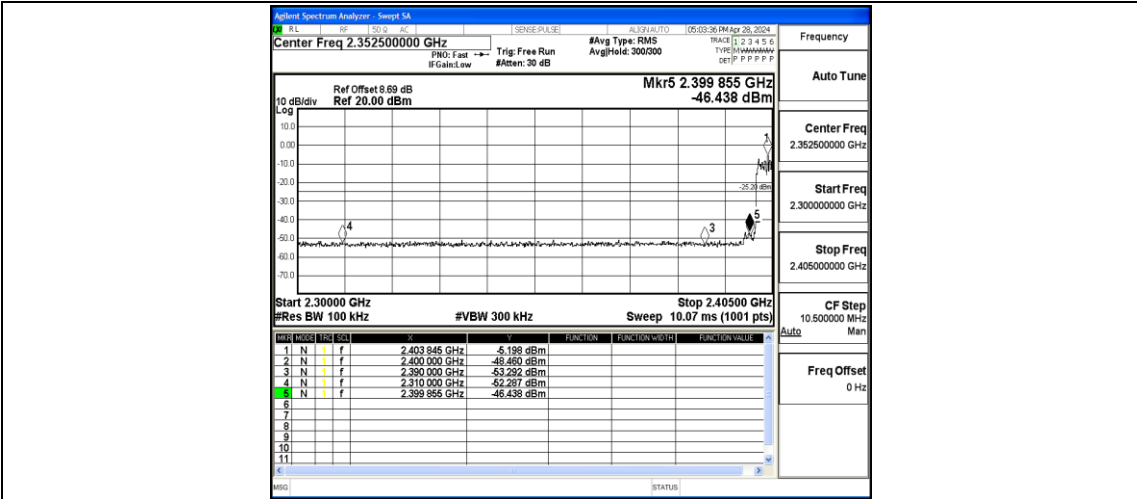 Agilent Spectrum Analyzer - Swept SA
RL RF 50 Ω AC SENSE:PULSE ALIGN AUTO 05:03:36 PM Apr 28, 2024
Center Freq 2.352500000 GHz
PNO: Fast
IFGain:Low
Trig: Free Run
#Atten: 30 dB
#Avg Type: RMS
Avg|Hold: 300/300
TRACE 1 2 3 4 5 6
TYPE M W W W W W
DET P P P P P P
Mkr5 2.399 855 GHz
-46.438 dBm
Ref Offset 8.69 dB
10 dB/div Ref 20.00 dBm
Log
10.0
0.00
-10.0
-20.0
-30.0
-40.0
-50.0
-60.0
-70.0
1
-25.20 dBm
4
3
5
Start 2.30000 GHz Stop 2.40500 GHz
#Res BW 100 kHz #VBW 300 kHz Sweep 10.07 ms (1001 pts)
MKR MODE TRC SCL X Y FUNCTION FUNCTION WIDTH FUNCTION VALUE
1 N 1 f 2.403 845 GHz -5.198 dBm
2 N 1 f 2.400 000 GHz -48.460 dBm
3 N 1 f 2.390 000 GHz -53.292 dBm
4 N 1 f 2.310 000 GHz -52.287 dBm
5 N 1 f 2.399 855 GHz -46.438 dBm
6
7
8
9
10
11
MSG STATUS
Frequency
Auto Tune
Center Freq
2.352500000 GHz
Start Freq
2.300000000 GHz
Stop Freq
2.405000000 GHz
CF Step
10.500000 MHz
Auto Man
Freq Offset
0 Hz